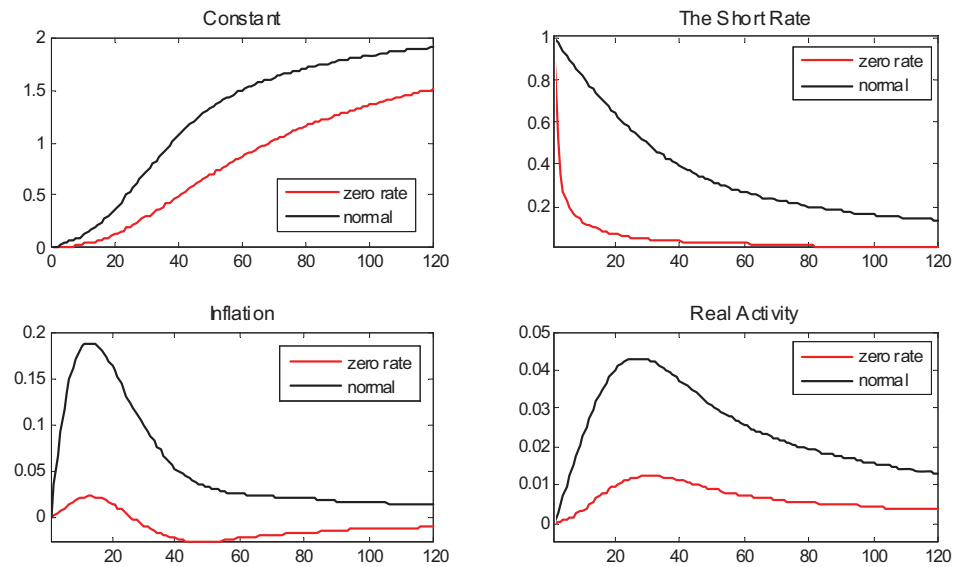 Constant
2
1.5
1
0.5
0
0 20 40 60 80 100 120
zero rate
normal
The Short Rate
1
0.8
0.6
0.4
0.2
20 40 60 80 100 120
zero rate
normal
Inflation
0.2
0.15
0.1
0.05
0
20 40 60 80 100 120
zero rate
normal
Real Activity
0.05
0.04
0.03
0.02
0.01
0
20 40 60 80 100 120
zero rate
normal